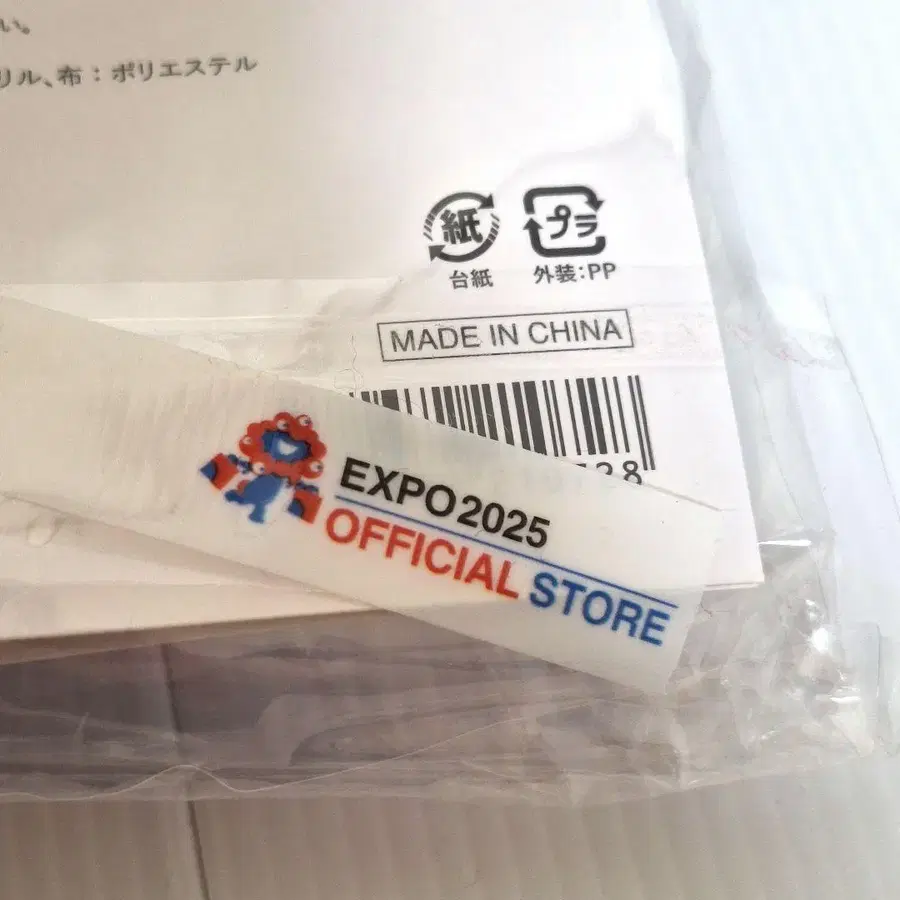 い。
リル、布：ポリエステル
紙 プラ
台紙 外装：PP
MADE IN CHINA
EXPO2025
OFFICIAL STORE